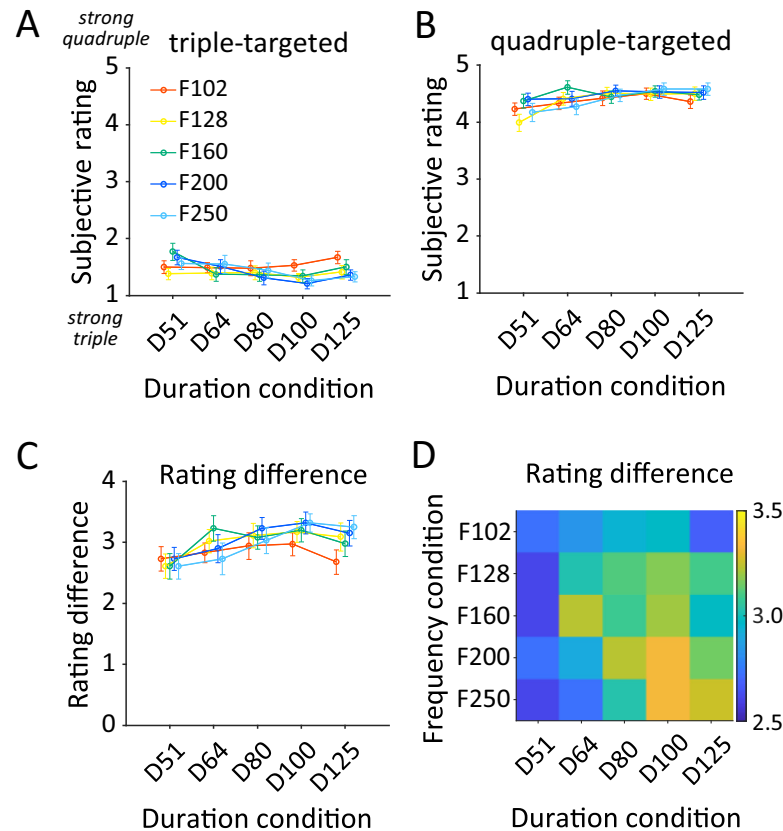 A
strong
quadruple
triple-targeted
Subjective rating
5
4
3
2
1
F102
F128
F160
F200
F250
strong
triple
D51
D64
D80
D100
D125
Duration condition
B
quadruple-targeted
Subjective rating
5
4
3
2
1
D51
D64
D80
D100
D125
Duration condition
C
Rating difference
Rating difference
4
3
2
1
0
D51
D64
D80
D100
D125
Duration condition
D
Rating difference
Frequency condition
F102
F128
F160
F200
F250
3.5
3.0
2.5
D51
D64
D80
D100
D125
Duration condition